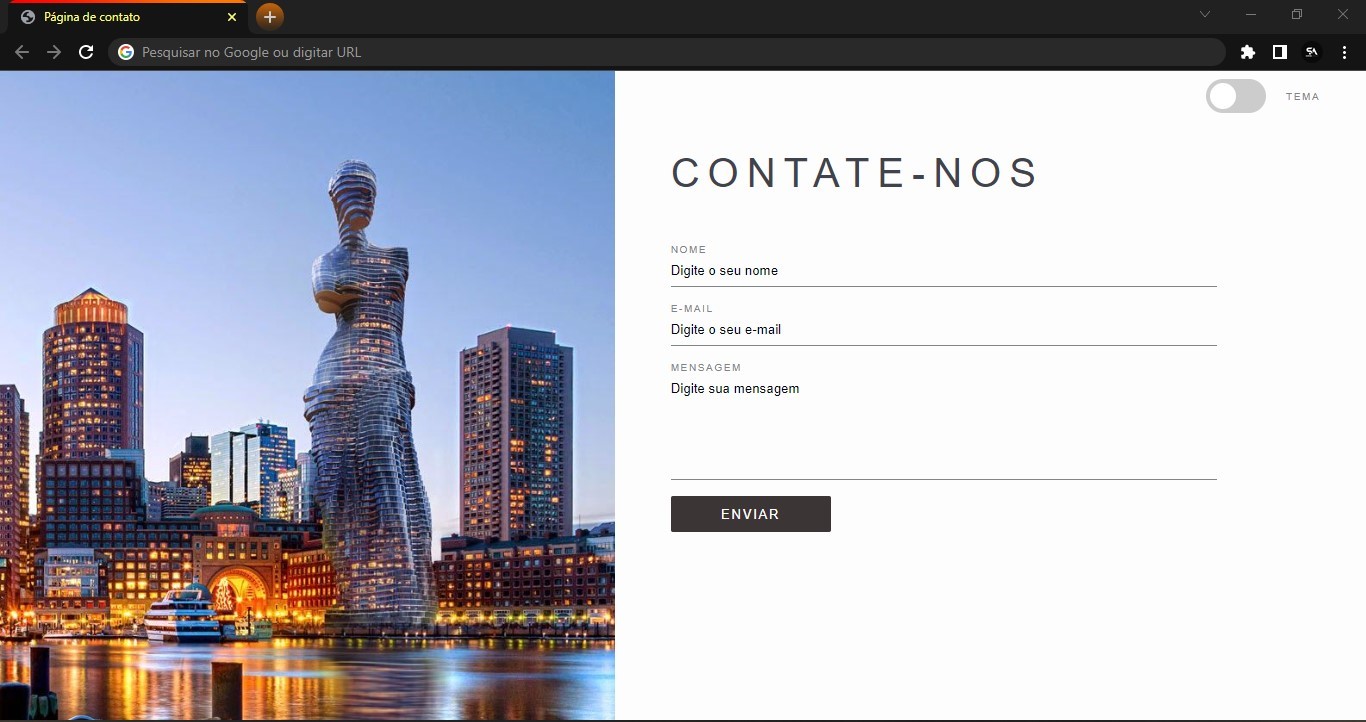 Página de contato
Pesquisar no Google ou digitar URL
TEMA
CONTATE-NOS
NOME
Digite o seu nome
E-MAIL
Digite o seu e-mail
MENSAGEM
Digite sua mensagem
ENVIAR